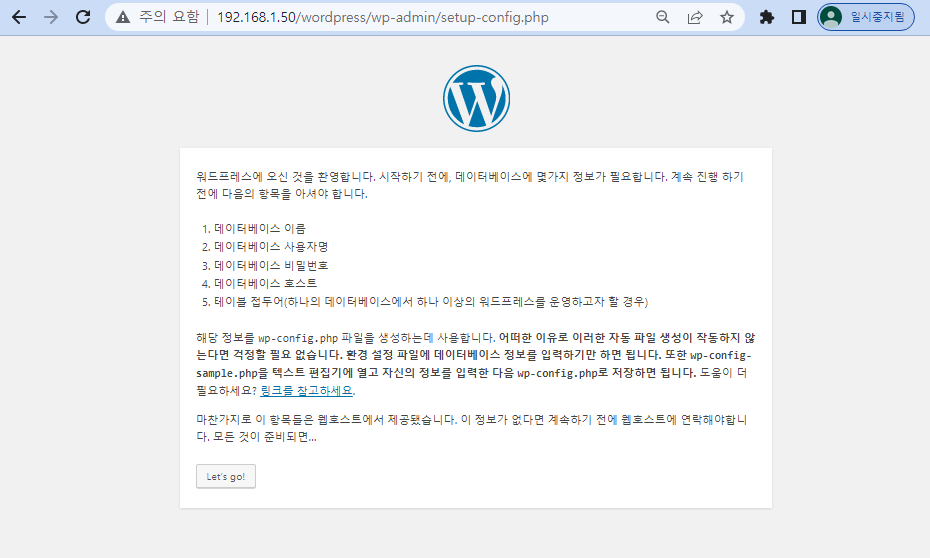 주의 요함 192.168.1.50/wordpress/wp-admin/setup-config.php 일시중지됨
워드프레스에 오신 것을 환영합니다. 시작하기 전에, 데이터베이스에 몇가지 정보가 필요합니다. 계속 진행 하기
전에 다음의 항목을 아셔야 합니다.
1. 데이터베이스 이름
2. 데이터베이스 사용자명
3. 데이터베이스 비밀번호
4. 데이터베이스 호스트
5. 테이블 접두어(하나의 데이터베이스에서 하나 이상의 워드프레스를 운영하고자 할 경우)
해당 정보를 wp-config.php 파일을 생성하는데 사용합니다. 어떠한 이유로 이러한 자동 파일 생성이 작동하지 않
는다면 걱정할 필요 없습니다. 환경 설정 파일에 데이터베이스 정보를 입력하기만 하면 됩니다. 또한 wp-config-
sample.php을 텍스트 편집기에 열고 자신의 정보를 입력한 다음 wp-config.php로 저장하면 됩니다. 도움이 더
필요하세요? 링크를 참고하세요.
마찬가지로 이 항목들은 웹호스트에서 제공됐습니다. 이 정보가 없다면 계속하기 전에 웹호스트에 연락해야합니
다. 모든 것이 준비되면...
Let's go!